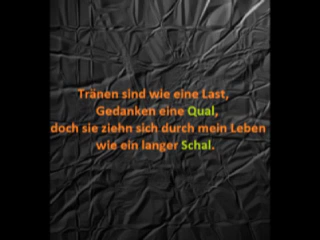 Tränen sind wie eine Last,
Gedanken eine Qual,
doch sie ziehn sich durch mein Leben
wie ein langer Schal.